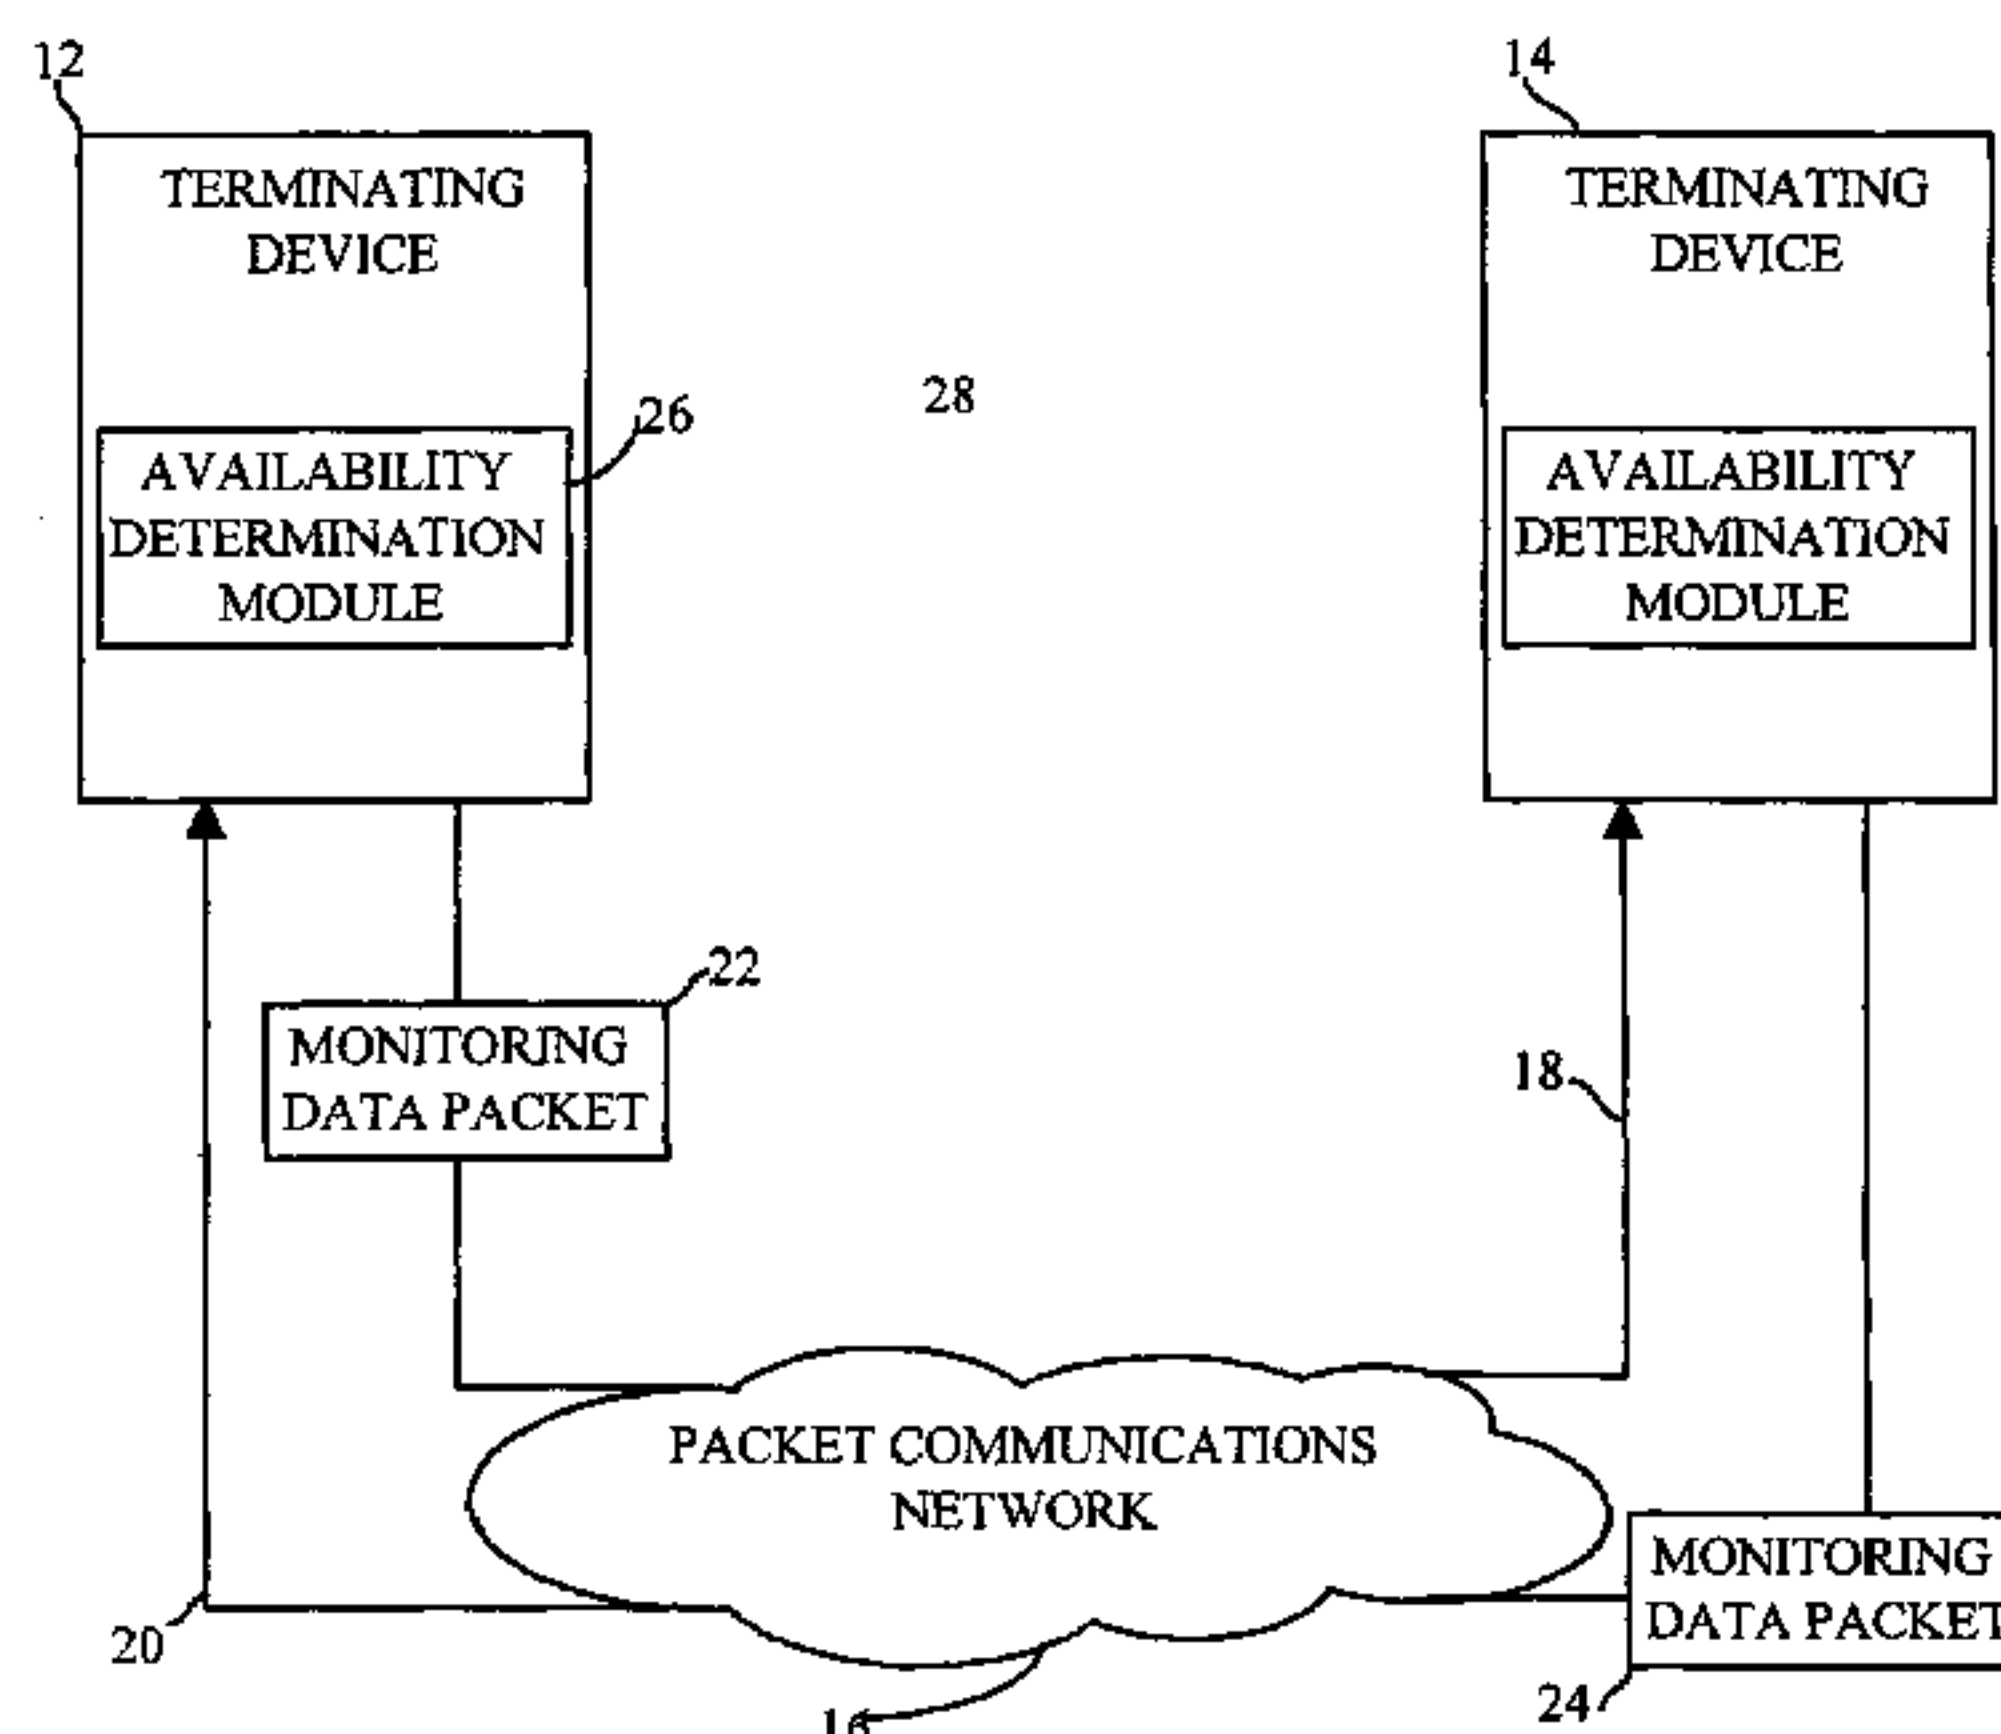 12
14
TERMINATING
DEVICE
TERMINATING
DEVICE
28
26
AVAILABILITY
DETERMINATION
MODULE
AVAILABILITY
DETERMINATION
MODULE
22
MONITORING
DATA PACKET
18
PACKET COMMUNICATIONS
NETWORK
MONITORING
DATA PACKET
20
24
16